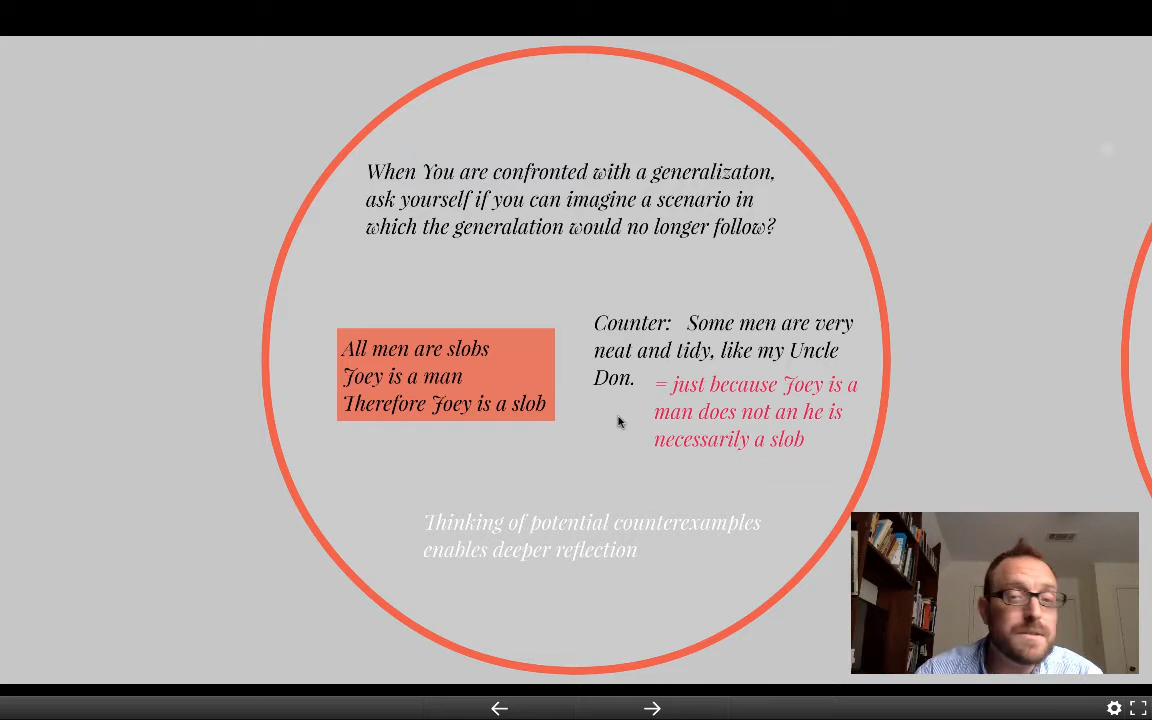 When You are confronted with a generalizaton,
ask yourself if you can imagine a scenario in
which the generalation would no longer follow?
All men are slobs
Joey is a man
Therefore Joey is a slob
Counter: Some men are very
neat and tidy, like my Uncle
Don.
= just because Joey is a
man does not an he is
necessarily a slob
Thinking of potential counterexamples
enables deeper reflection